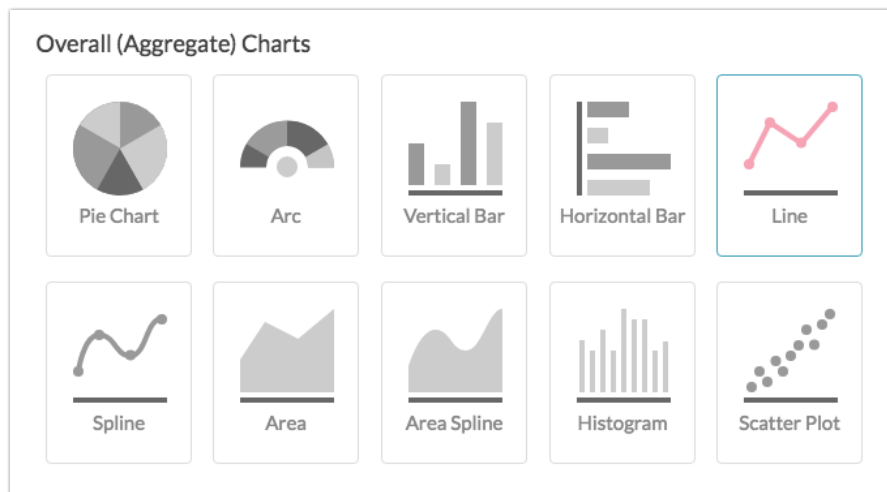 Overall (Aggregate) Charts
Pie Chart
Arc
Vertical Bar
Horizontal Bar
Line
Spline
Area
Area Spline
Histogram
Scatter Plot